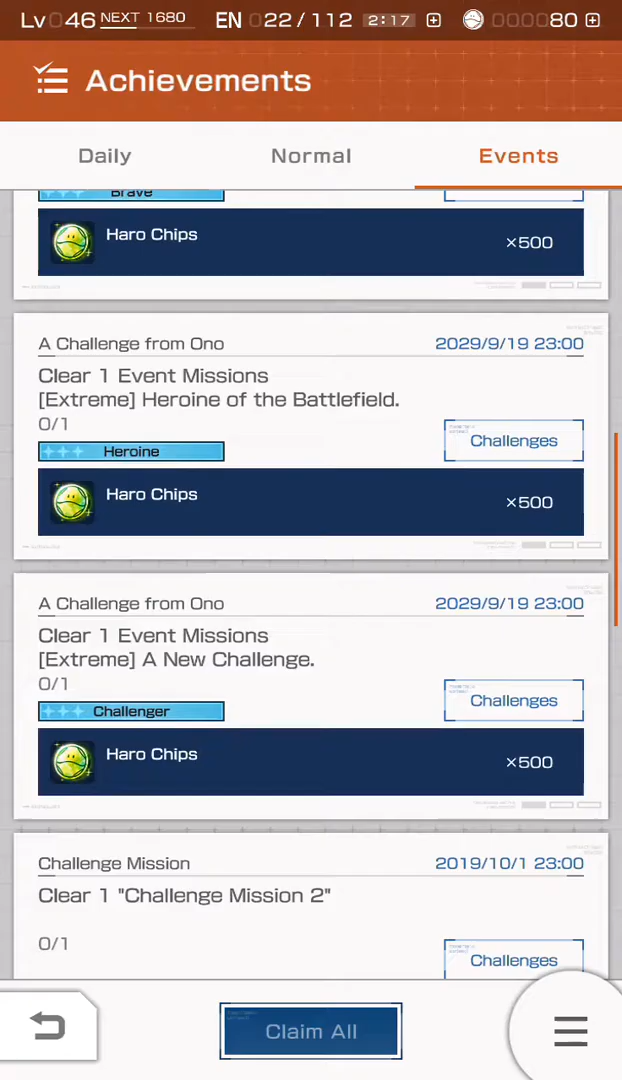 Lv046 NEXT 1680 EN 022/112 2:17 000080
Achievements
Daily Normal Events
Brave
Haro Chips ×500
A Challenge from Ono 2029/9/19 23:00
Clear 1 Event Missions
[Extreme] Heroine of the Battlefield.
0/1
Challenges
Heroine
Haro Chips ×500
A Challenge from Ono 2029/9/19 23:00
Clear 1 Event Missions
[Extreme] A New Challenge.
0/1
Challenges
Challenger
Haro Chips ×500
Challenge Mission 2019/10/1 23:00
Clear 1 "Challenge Mission 2"
0/1
Challenges
Claim All